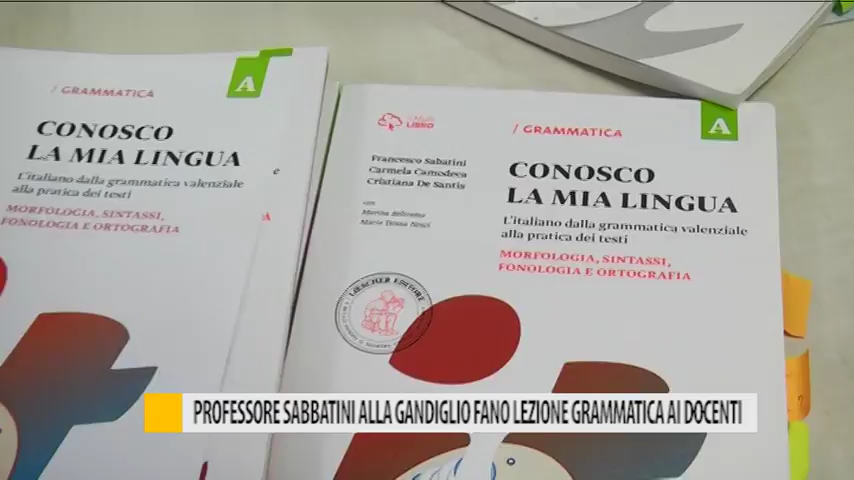 / GRAMMATICA
A
CONOSCO
LA MIA LINGUA
L'italiano dalla grammatica valenziale
alla pratica dei testi
MORFOLOGIA, SINTASSI,
FONOLOGIA E ORTOGRAFIA
LIBRO
/ GRAMMATICA
A
Francesco Sabatini
Carmela Camodeca
Cristiana De Santis
con
CONOSCO
LA MIA LINGUA
L'italiano dalla grammatica valenziale
alla pratica dei testi
MORFOLOGIA, SINTASSI,
FONOLOGIA E ORTOGRAFIA
LOESCHER EDITORE
PROFESSORE SABBATINI ALLA GANDIGLIO FANO LEZIONE GRAMMATICA AI DOCENTI